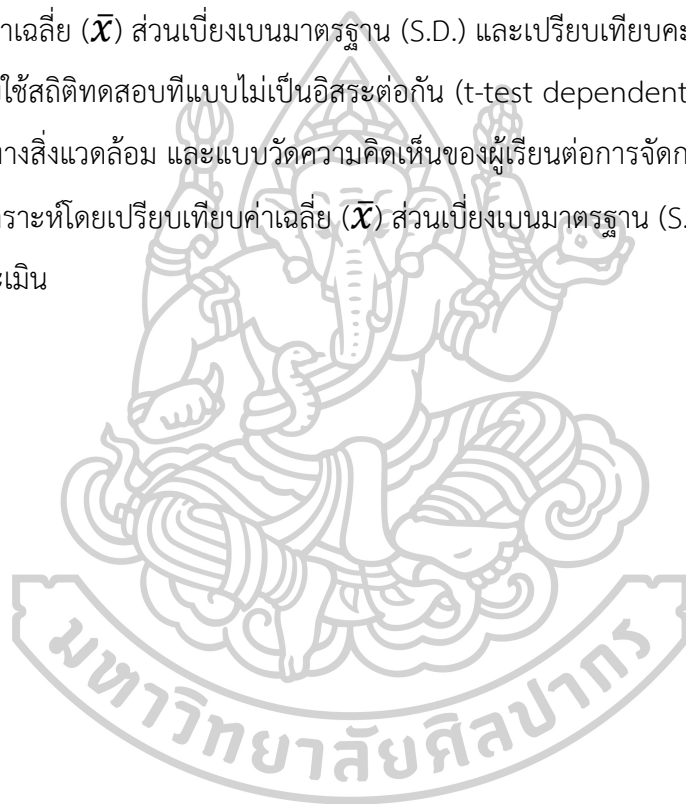 าเฉลี่ย (x̄) ส่วนเบี่ยงเบนมาตรฐาน (S.D.) และเปรียบเทียบคะ
ใช้สถิติทดสอบทีแบบไม่เป็นอิสระต่อกัน (t-test dependent
ทางสิ่งแวดล้อม และแบบวัดความคิดเห็นของผู้เรียนต่อการจัดก
คราะห์โดยเปรียบเทียบค่าเฉลี่ย (x̄) ส่วนเบี่ยงเบนมาตรฐาน (S.
ะเมิน
มหาวิทยาลัยศิลปากร